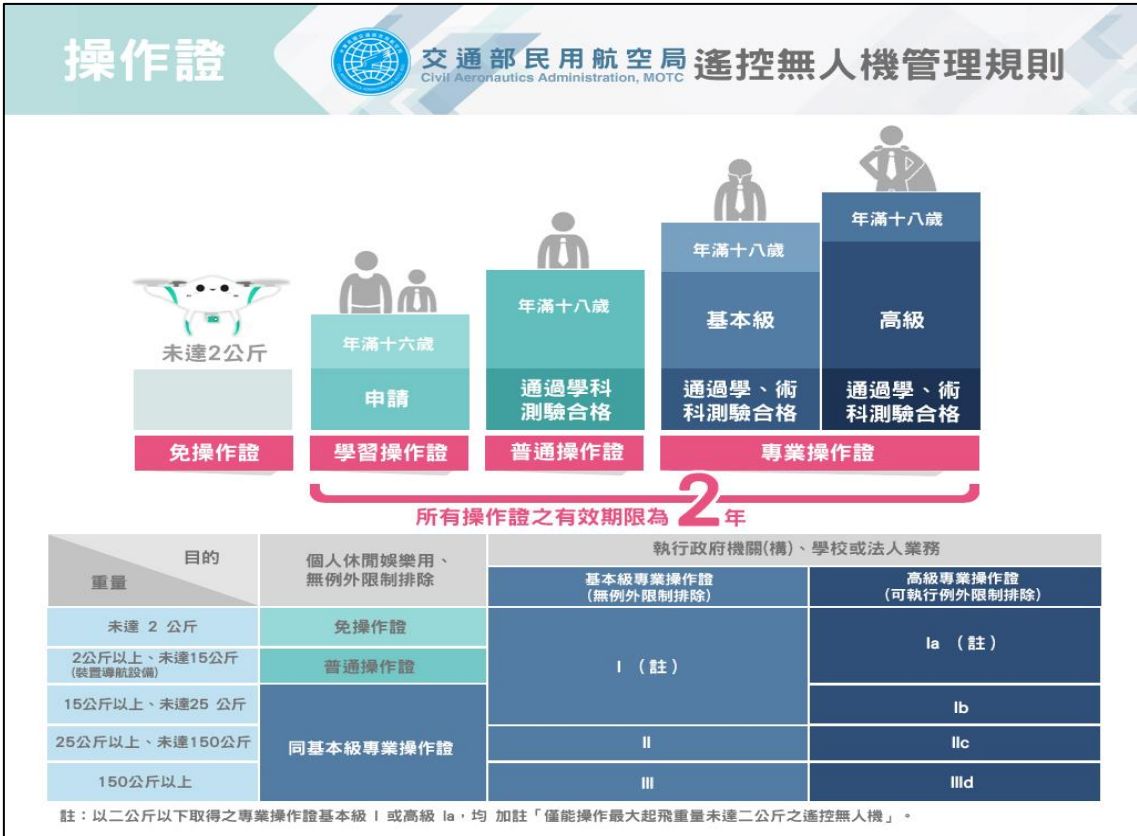 操作證
交通部民用航空局
Civil Aeronautics Administration, MOTC
遙控無人機管理規則
未達2公斤
免操作證
年滿十六歲
申請
學習操作證
年滿十八歲
通過學科
測驗合格
普通操作證
年滿十八歲
基本級
通過學、術
科測驗合格
年滿十八歲
高級
通過學、術
科測驗合格
專業操作證
所有操作證之有效期限為2年
目的
重量
個人休閒娛樂用、
無例外限制排除
執行政府機關(構)、學校或法人業務
基本級專業操作證
(無例外限制排除)
高級專業操作證
(可執行例外限制排除)
未達 2 公斤
免操作證
I (註)
Ia (註)
2公斤以上、未達15公斤
(裝置導航設備)
普通操作證
15公斤以上、未達25 公斤
同基本級專業操作證
Ib
25公斤以上、未達150公斤
II
IIc
150公斤以上
III
IIId
註：以二公斤以下取得之專業操作證基本級 I 或高級 Ia，均 加註「僅能操作最大起飛重量未達二公斤之遙控無人機」。